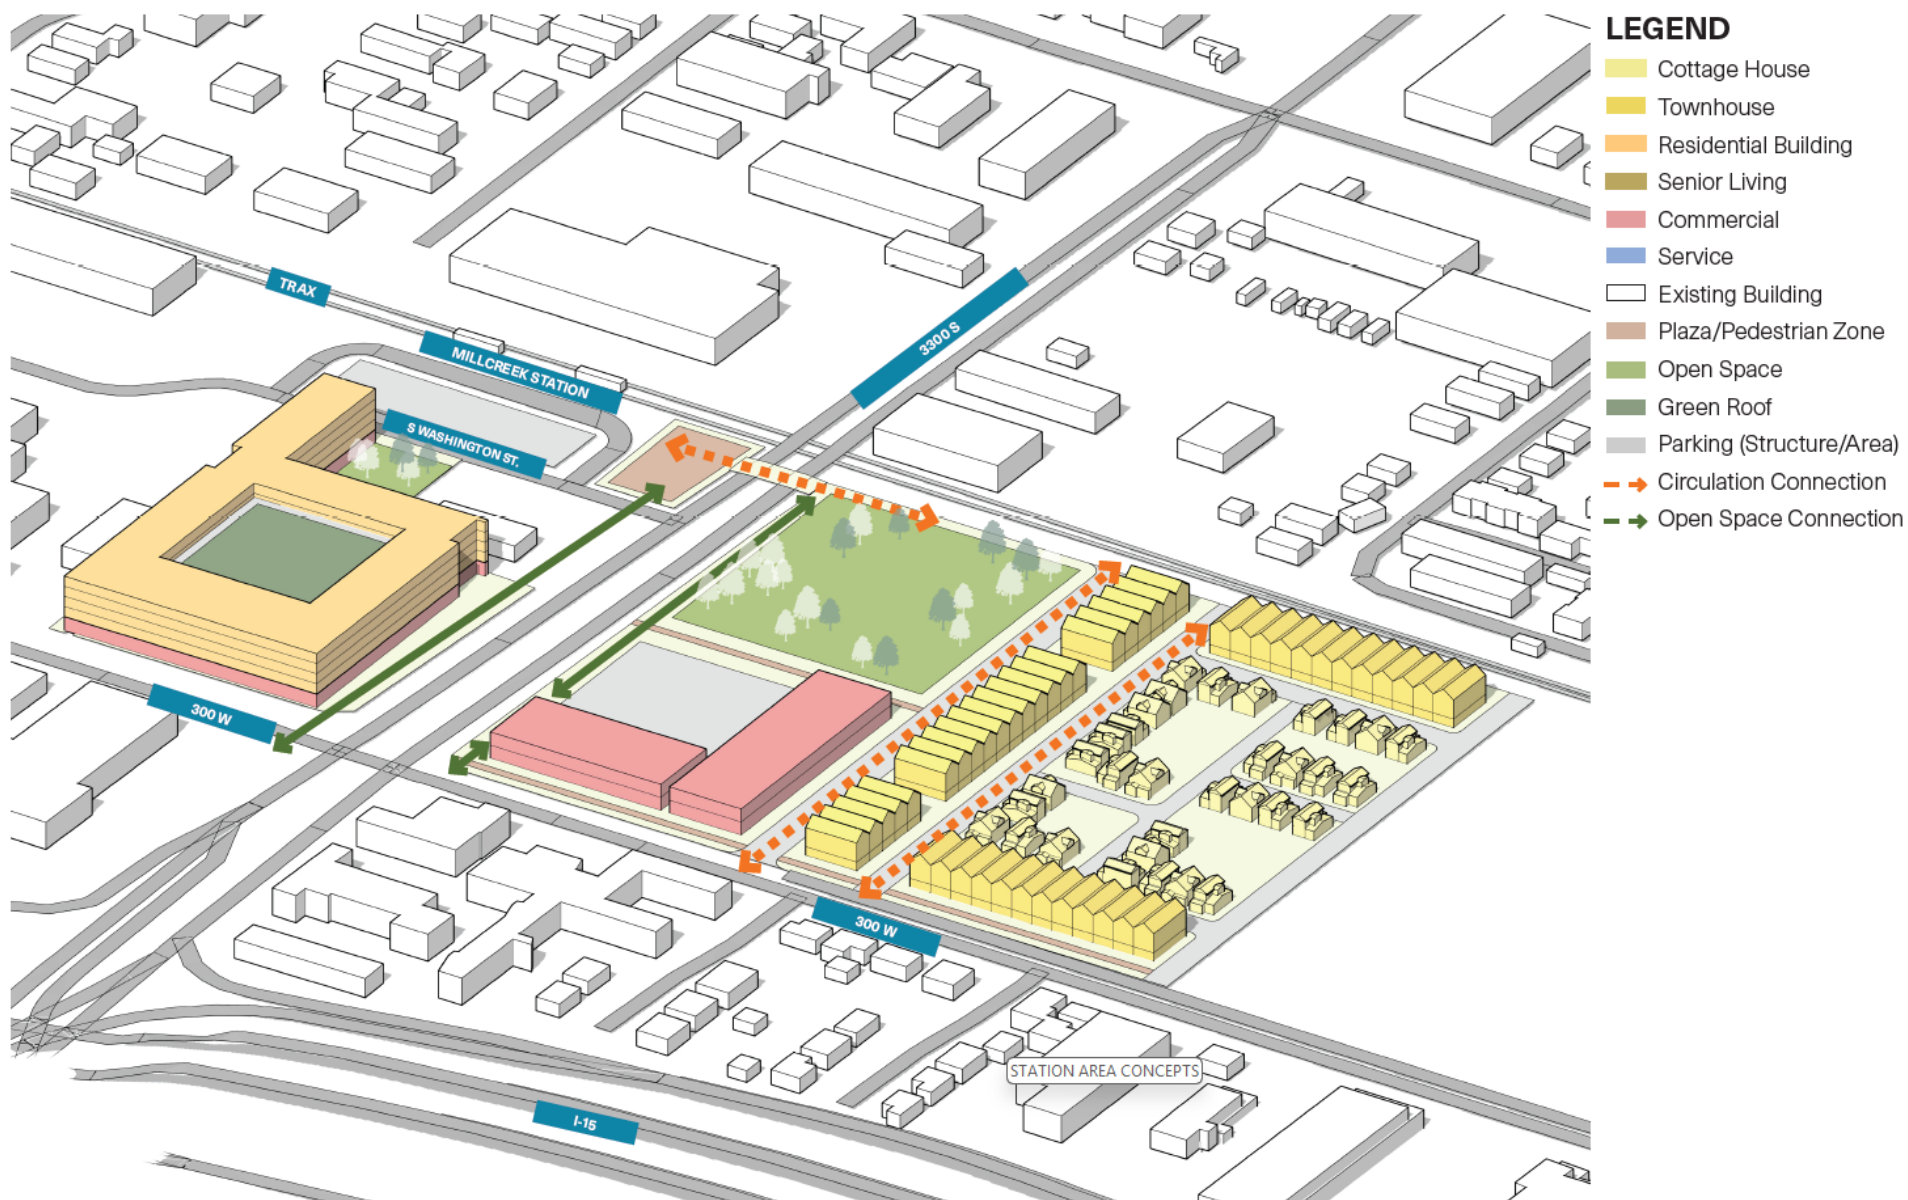 LEGEND
Cottage House
Townhouse
Residential Building
Senior Living
Commercial
Service
Existing Building
Plaza/Pedestrian Zone
Open Space
Green Roof
Parking (Structure/Area)
Circulation Connection
Open Space Connection
TRAX
MILLCREEK STATION
3300 S
S WASHINGTON ST.
300 W
300 W
STATION AREA CONCEPTS
I-15